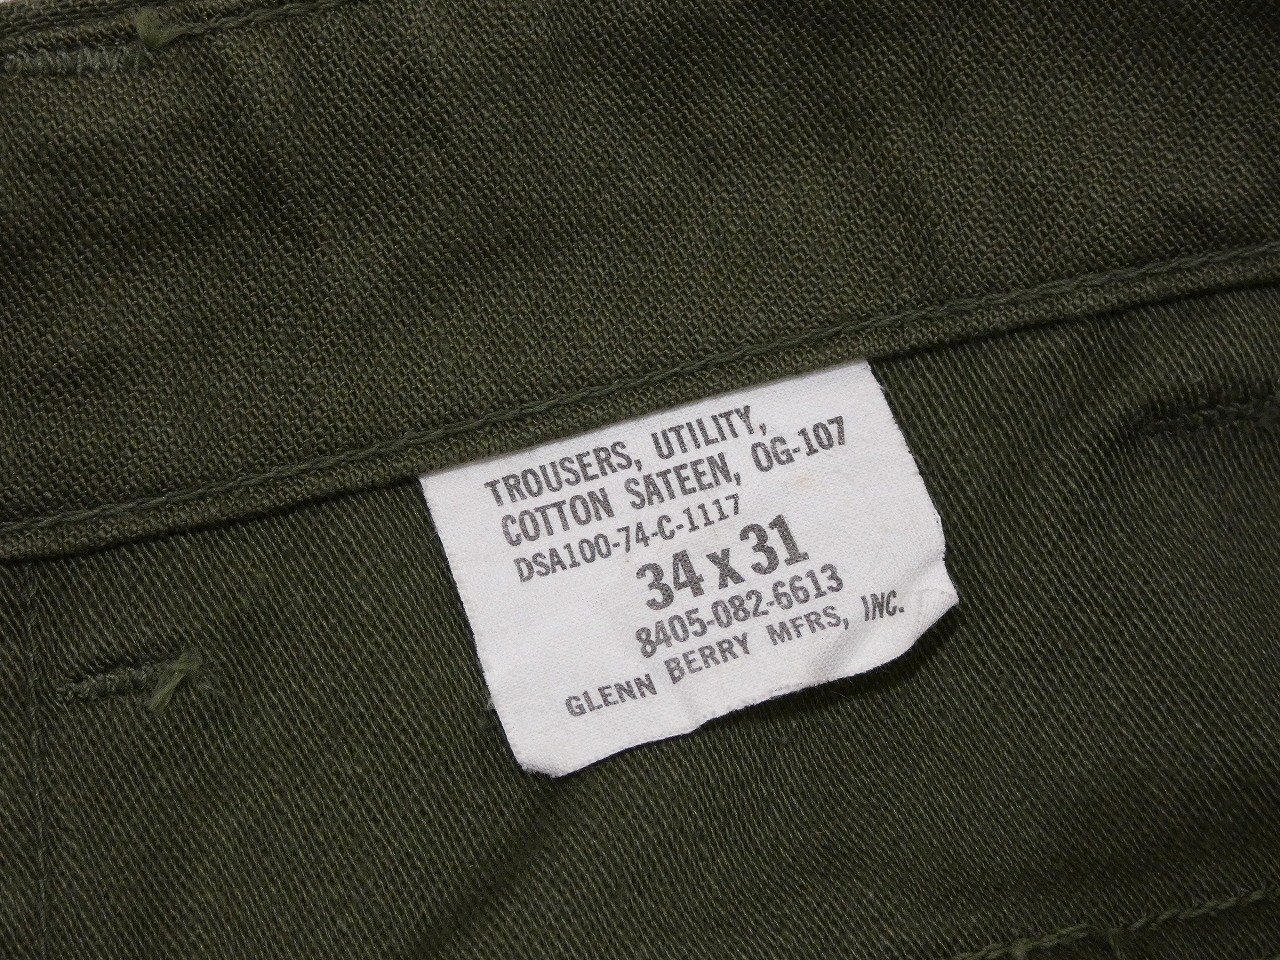 TROUSERS, UTILITY,
COTTON SATEEN, OG-107
DSA100-74-C-1117
34 x 31
8405-082-6613
GLENN BERRY MFRS, INC.